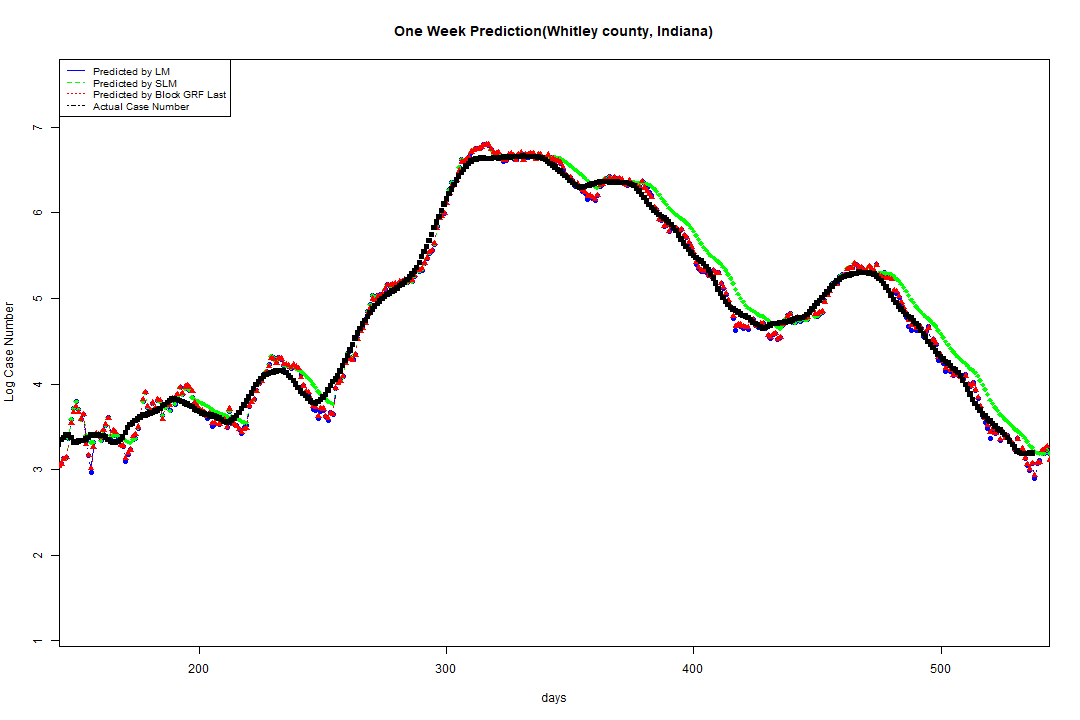 One Week Prediction(Whitley county, Indiana)
Predicted by LM
Predicted by SLM
Predicted by Block GRF Last
Actual Case Number
7
6
5
4
3
2
1
Log Case Number
200 300 400 500
days